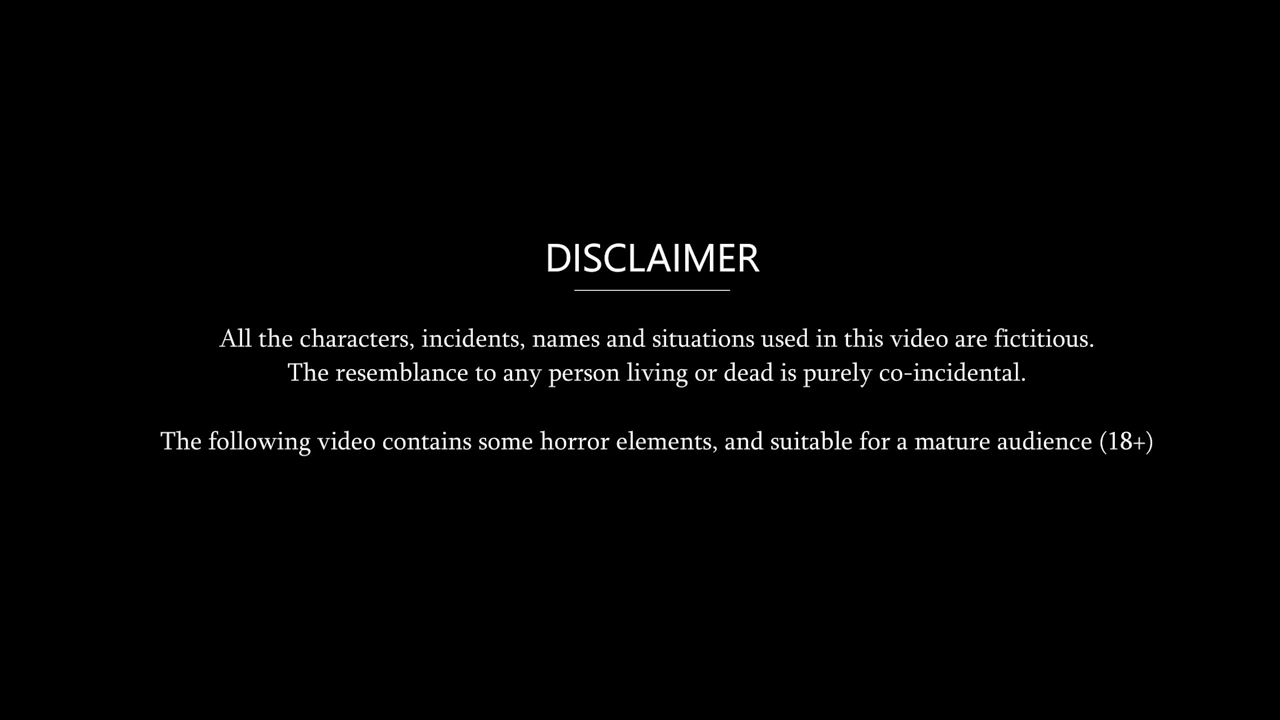 DISCLAIMER
All the characters, incidents, names and situations used in this video are fictitious.
The resemblance to any person living or dead is purely co-incidental.
The following video contains some horror elements, and suitable for a mature audience (18+)